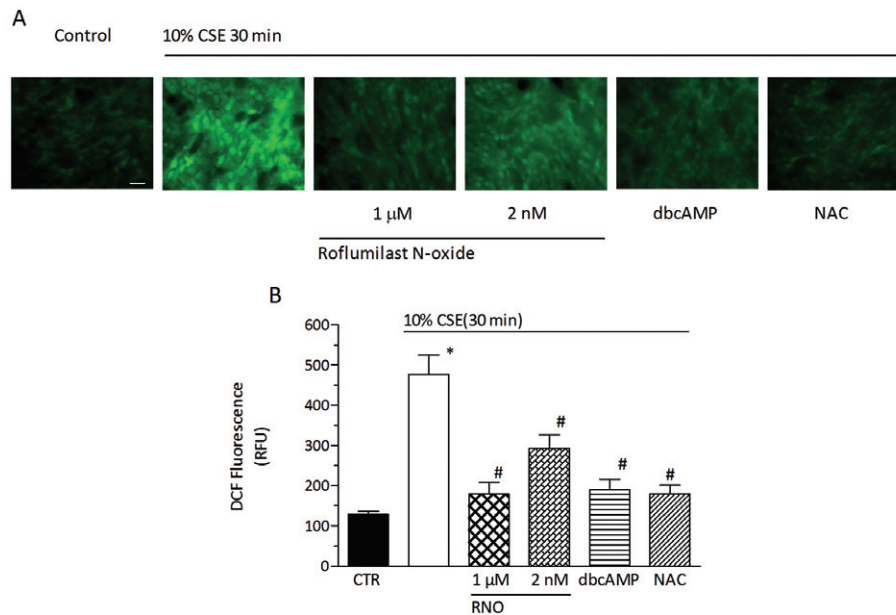 A
Control 10% CSE 30 min
1 μM 2 nM dbcAMP NAC
Roflumilast N-oxide
B
10% CSE(30 min)
DCF Fluorescence
(RFU)
600
500
400
300
200
100
0
*
#
#
#
#
CTR 1 μM 2 nM dbcAMP NAC
RNO